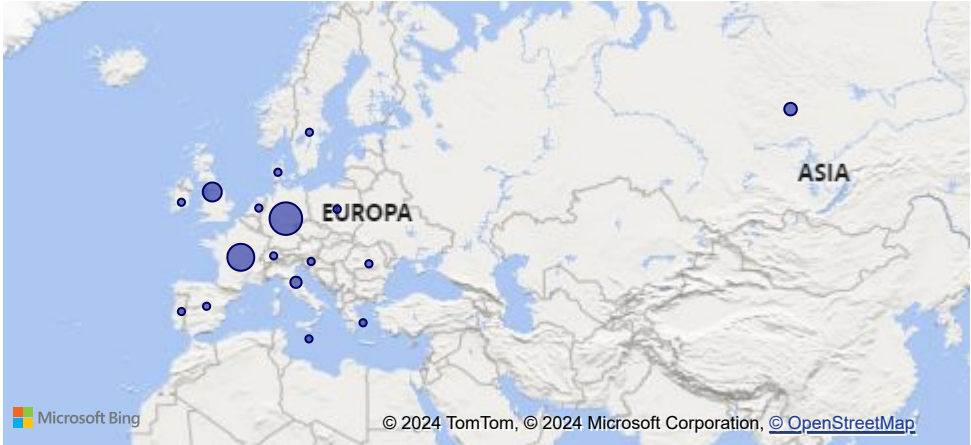 ASIA
EUROPA
Microsoft Bing
© 2024 TomTom, © 2024 Microsoft Corporation, © OpenStreetMap